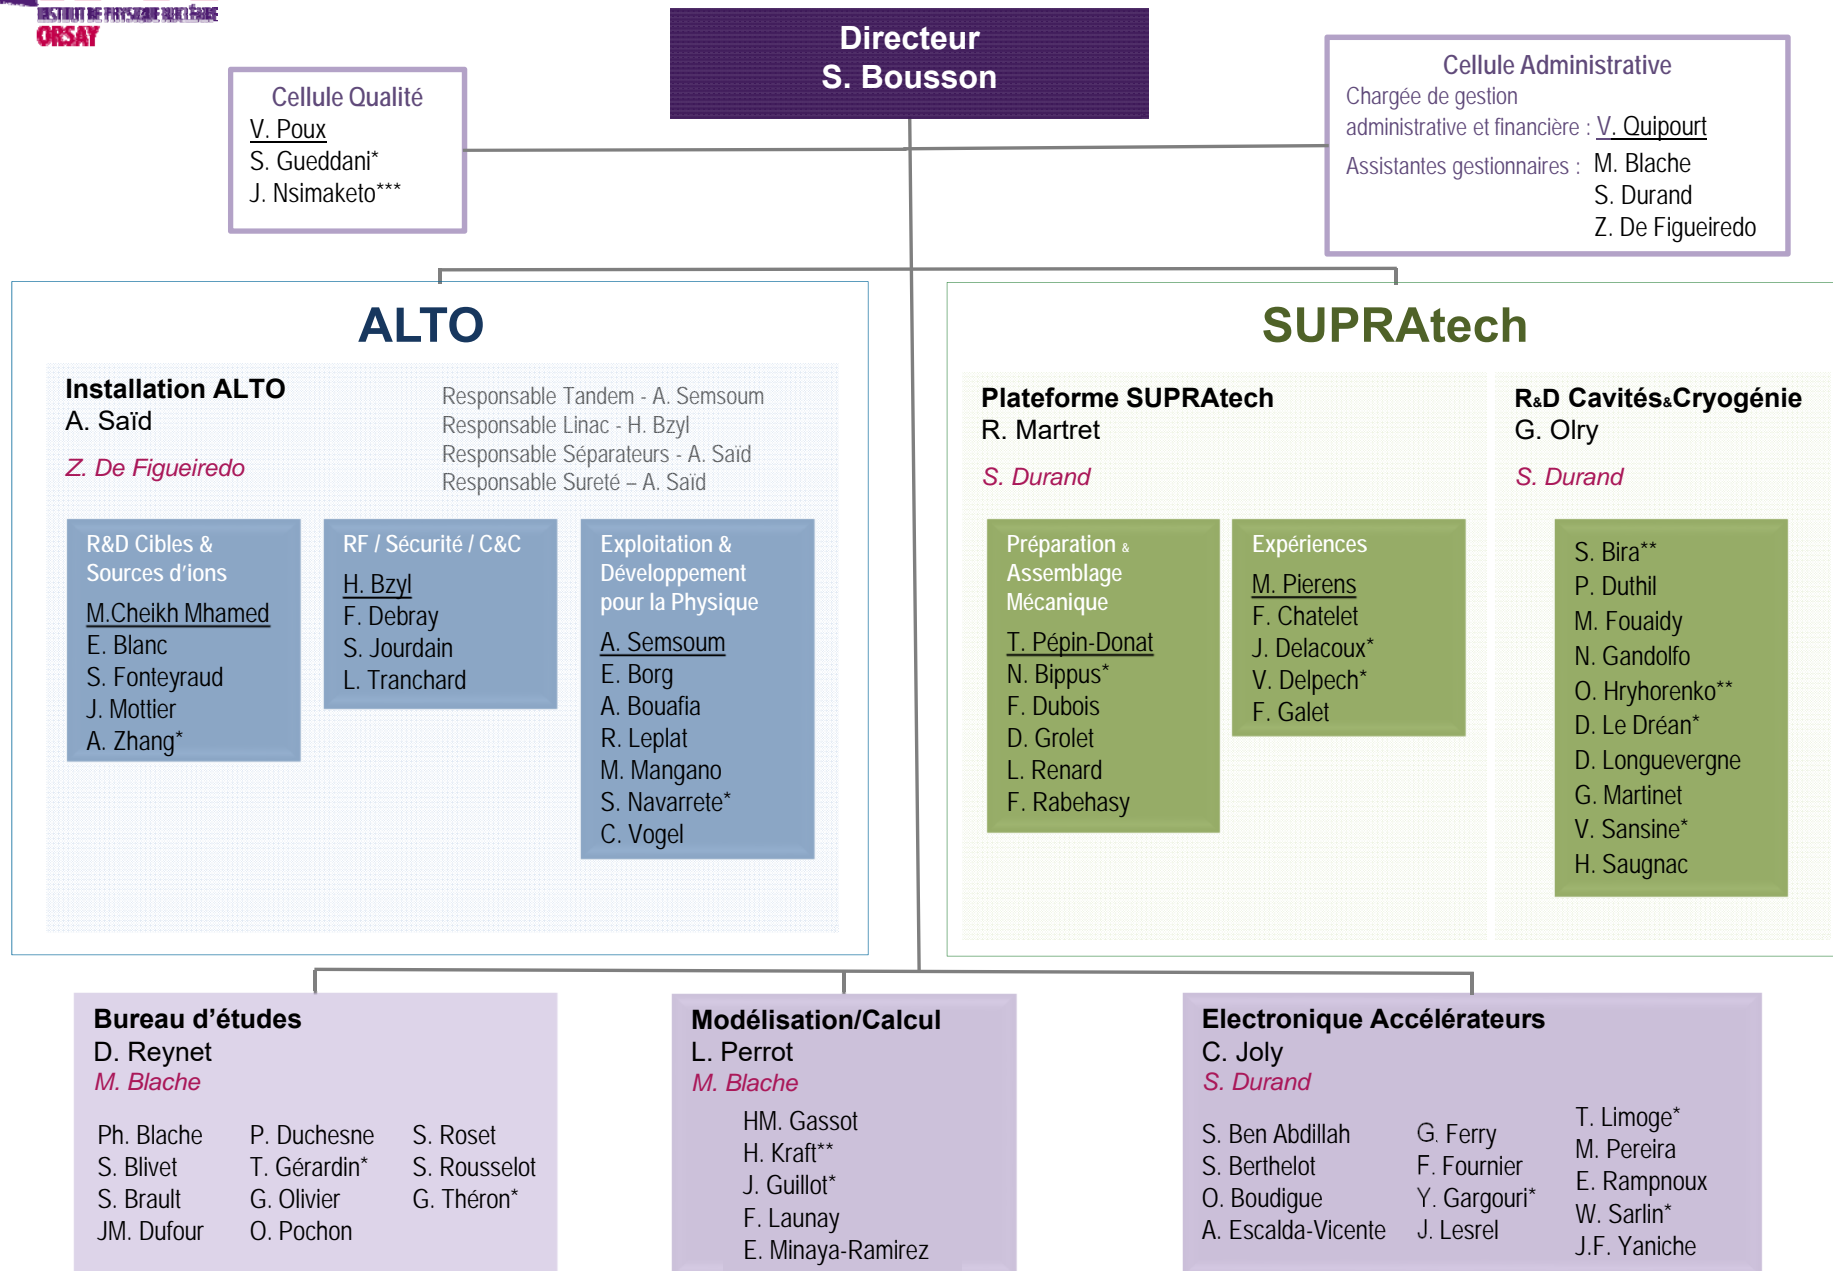 INSTITUT DE PHYSIQUE NUCLÉAIRE
ORSAY
Directeur
S. Bousson
Cellule Qualité
V. Poux
S. Gueddani*
J. Nsimaketo***
Cellule Administrative
Chargée de gestion
administrative et financière : V. Quipourt
Assistantes gestionnaires : M. Blache
S. Durand
Z. De Figueiredo
ALTO
Installation ALTO
A. Saïd
Z. De Figueiredo
Responsable Tandem - A. Semsoum
Responsable Linac - H. Bzyl
Responsable Séparateurs - A. Saïd
Responsable Sureté – A. Saïd
R&D Cibles &
Sources d'ions
M.Cheikh Mhamed
E. Blanc
S. Fonteyraud
J. Mottier
A. Zhang*
RF / Sécurité / C&C
H. Bzyl
F. Debray
S. Jourdain
L. Tranchard
Exploitation &
Développement
pour la Physique
A. Semsoum
E. Borg
A. Bouafia
R. Leplat
M. Mangano
S. Navarrete*
C. Vogel
SUPRAtech
Plateforme SUPRAtech
R. Martret
S. Durand
Préparation &
Assemblage
Mécanique
T. Pépin-Donat
N. Bippus*
F. Dubois
D. Grolet
L. Renard
F. Rabehasy
Expériences
M. Pierens
F. Chatelet
J. Delacoux*
V. Delpech*
F. Galet
R&D Cavités&Cryogénie
G. Olry
S. Durand
S. Bira**
P. Duthil
M. Fouaidy
N. Gandolfo
O. Hryhorenko**
D. Le Dréan*
D. Longuevergne
G. Martinet
V. Sansine*
H. Saugnac
Bureau d'études
D. Reynet
M. Blache
Ph. Blache
S. Blivet
S. Brault
JM. Dufour
P. Duchesne
T. Gérardin*
G. Olivier
O. Pochon
S. Roset
S. Rousselot
G. Théron*
Modélisation/Calcul
L. Perrot
M. Blache
HM. Gassot
H. Kraft**
J. Guillot*
F. Launay
E. Minaya-Ramirez
Electronique Accélérateurs
C. Joly
S. Durand
S. Ben Abdillah
S. Berthelot
O. Boudigue
A. Escalda-Vicente
G. Ferry
F. Fournier
Y. Gargouri*
J. Lesrel
T. Limoge*
M. Pereira
E. Rampnoux
W. Sarlin*
J.F. Yaniche